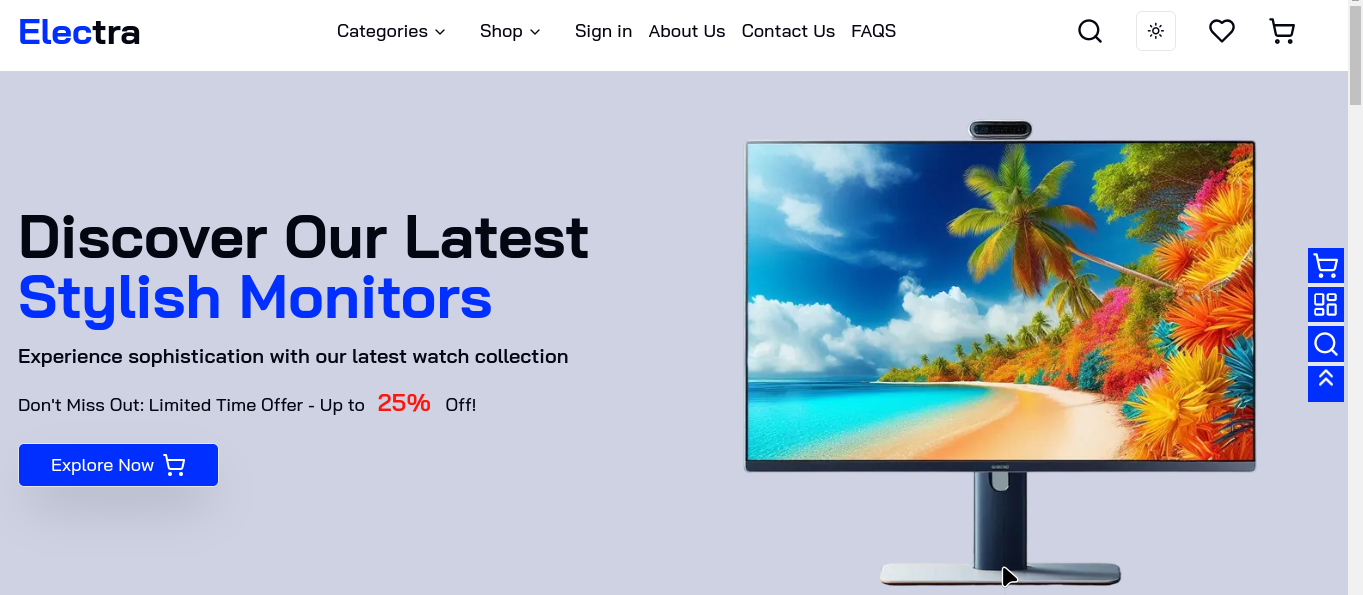 Electra
Categories
Shop
Sign in
About Us
Contact Us
FAQS
Discover Our Latest
Stylish Monitors
Experience sophistication with our latest watch collection
Don't Miss Out: Limited Time Offer - Up to 25% Off!
Explore Now